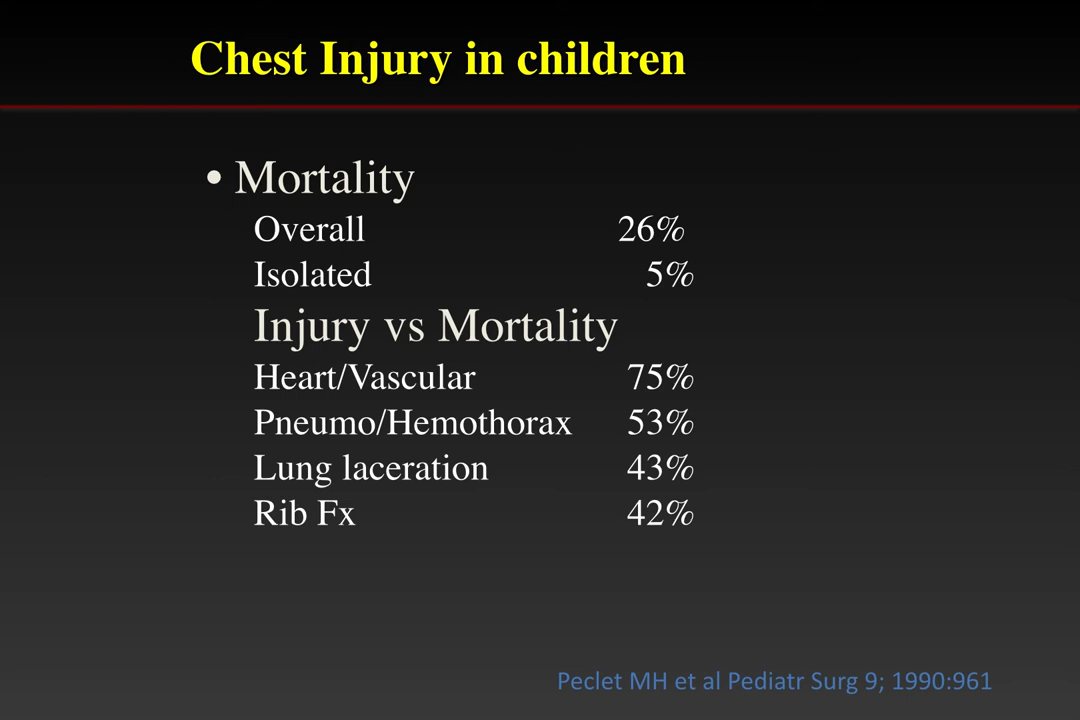 Chest Injury in children
• Mortality
Overall 26%
Isolated 5%
Injury vs Mortality
Heart/Vascular 75%
Pneumo/Hemothorax 53%
Lung laceration 43%
Rib Fx 42%
Peclet MH et al Pediatr Surg 9; 1990:961